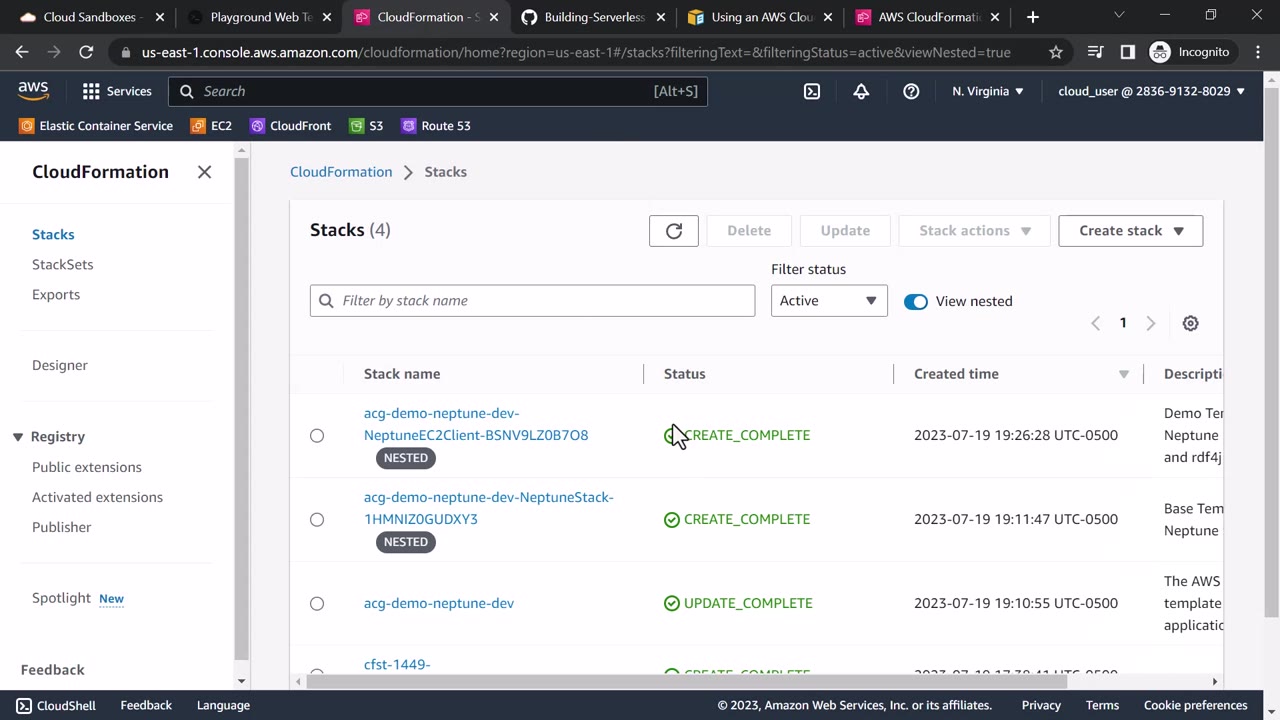 Cloud Sandboxes -
Playground Web Te
CloudFormation - S
Building-Serverless
Using an AWS Clou
AWS CloudFormati
us-east-1.console.aws.amazon.com/cloudformation/home?region=us-east-1#/stacks?filteringText=&filteringStatus=active&viewNested=true
Incognito
aws
Services
Search
[Alt+S]
N. Virginia
cloud_user @ 2836-9132-8029
Elastic Container Service
EC2
CloudFront
S3
Route 53
CloudFormation
Stacks
StackSets
Exports
Designer
Registry
Public extensions
Activated extensions
Publisher
Spotlight New
Feedback
CloudFormation
Stacks
Stacks (4)
Delete
Update
Stack actions
Create stack
Filter by stack name
Filter status
Active
View nested
1
Stack name
Status
Created time
Descripti
acg-demo-neptune-dev-
NeptuneEC2Client-BSNV9LZ0B7O8
NESTED
CREATE_COMPLETE
2023-07-19 19:26:28 UTC-0500
Demo Ter
Neptune
and rdf4j
acg-demo-neptune-dev-NeptuneStack-
1HMNIZ0GUDXY3
NESTED
CREATE_COMPLETE
2023-07-19 19:11:47 UTC-0500
Base Tem
Neptune
acg-demo-neptune-dev
UPDATE_COMPLETE
2023-07-19 19:10:55 UTC-0500
The AWS
template
applicatio
cfst-1449-
CloudShell
Feedback
Language
© 2023, Amazon Web Services, Inc. or its affiliates.
Privacy
Terms
Cookie preferences